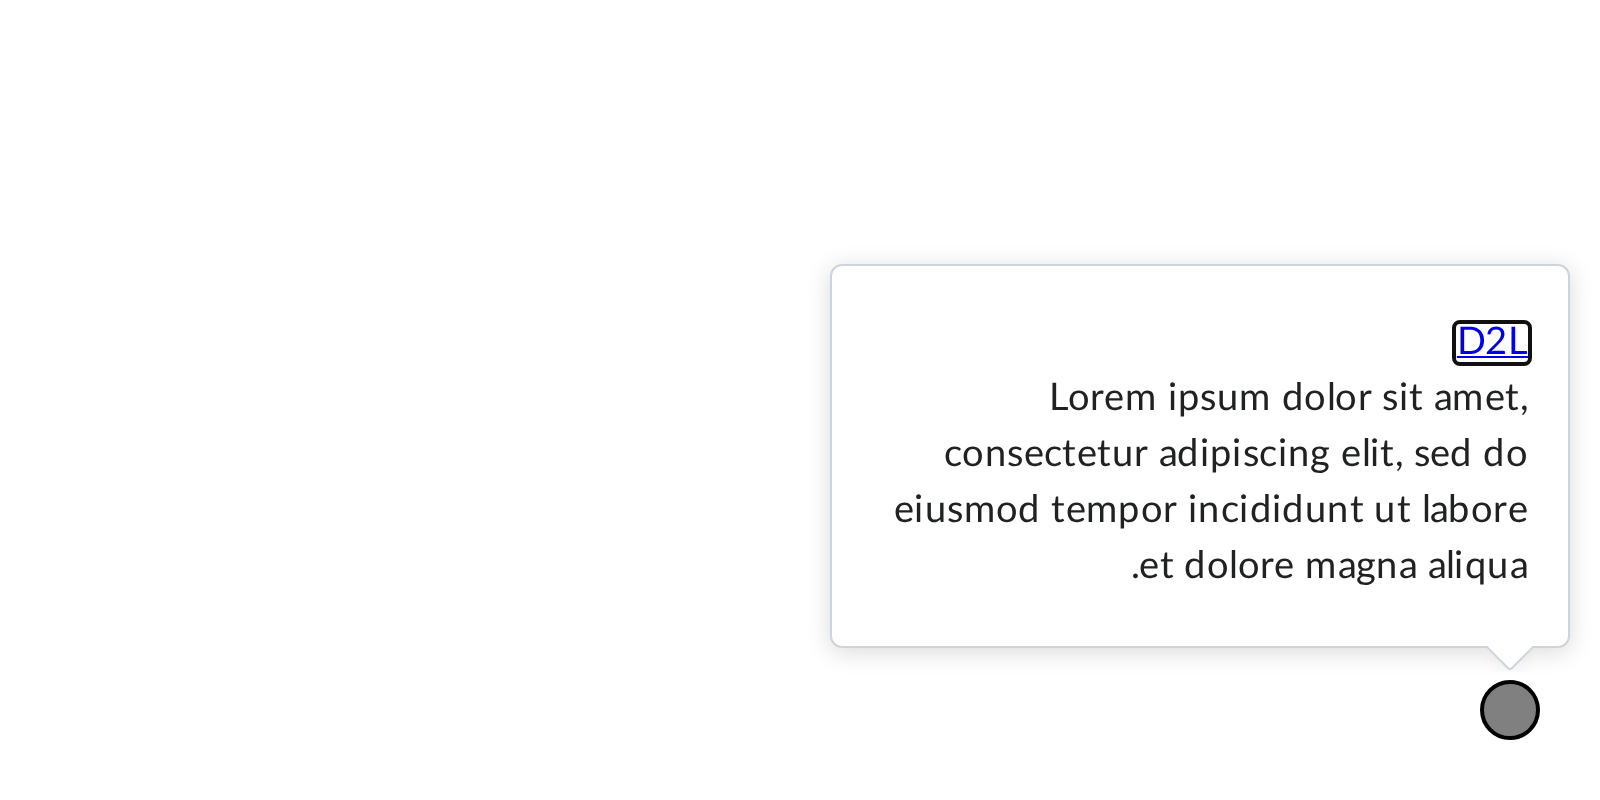 D2L
Lorem ipsum dolor sit amet,
consectetur adipiscing elit, sed do
eiusmod tempor incididunt ut labore
.et dolore magna aliqua